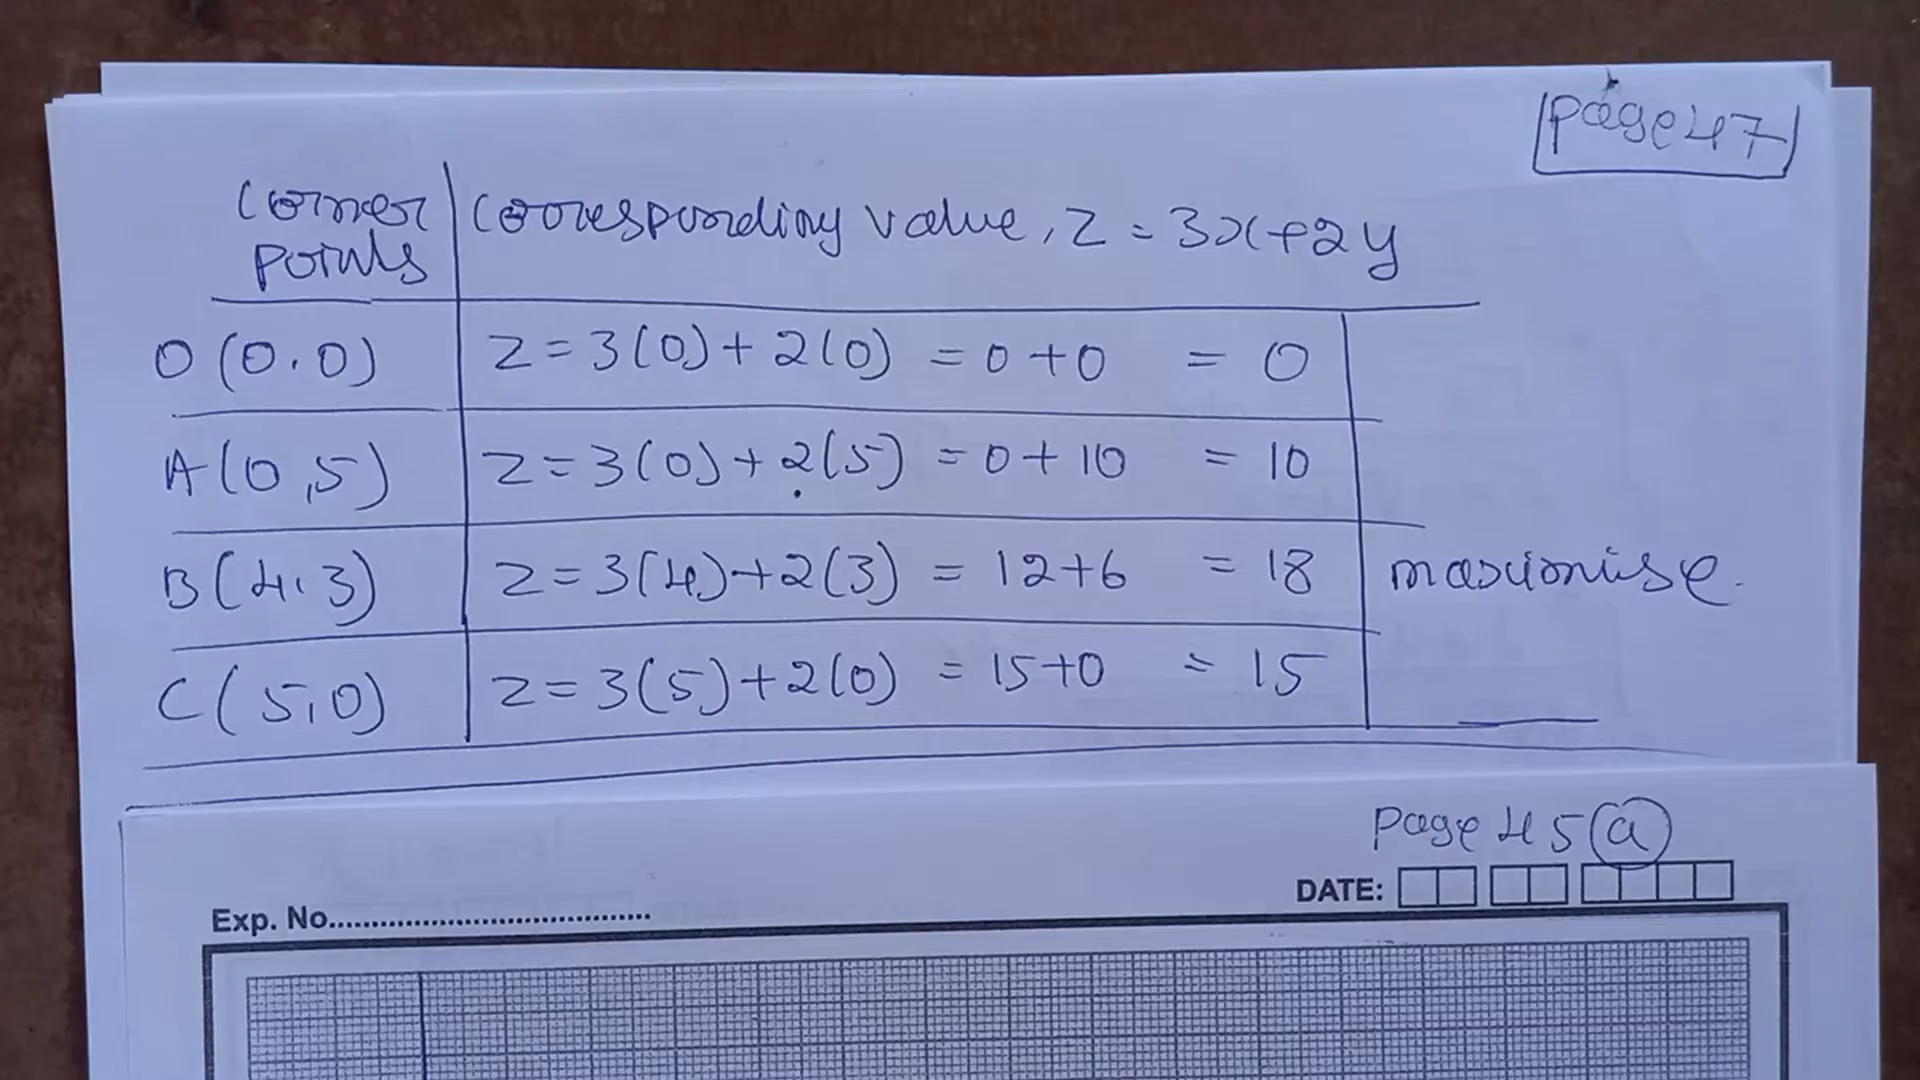 page 47
Corner points | Corresponding value, Z = 3x+2y
O(0,0) | Z = 3(0)+2(0) = 0+0 = 0
A(0,5) | Z = 3(0)+2(5) = 0+10 = 10
B(4,3) | Z = 3(4)+2(3) = 12+6 = 18 | maximise.
C(5,0) | Z = 3(5)+2(0) = 15+0 = 15
Page 45(a)
DATE:
Exp. No......................................